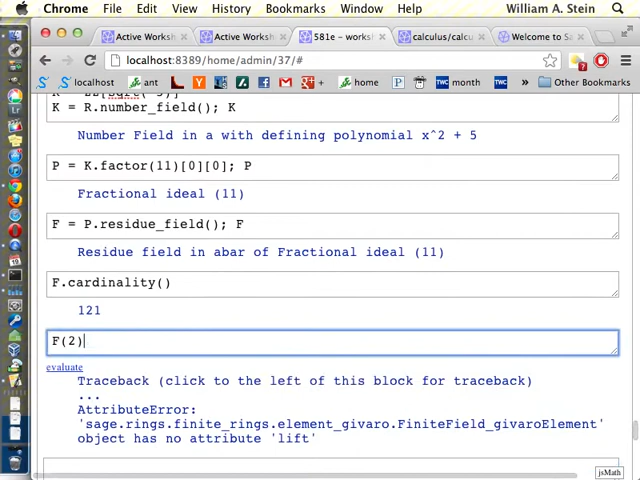 Chrome File Edit View History Bookmarks Window Help William A. Stein
Active Worksh
Active Worksh
581e – worksh
calculus/calcu
Welcome to Sa
localhost:8389/home/admin/37/#
localhost ant home TWC month month Other Bookmarks
K = R.number_field(); K
Number Field in a with defining polynomial x^2 + 5
P = K.factor(11)[0][0]; P
Fractional ideal (11)
F = P.residue_field(); F
Residue field in abar of Fractional ideal (11)
F.cardinality()
121
F(2)
evaluate
Traceback (click to the left of this block for traceback)
...
AttributeError:
'sage.rings.finite_rings.element_givaro.FiniteField_givaroElement'
object has no attribute 'lift'
jsMath